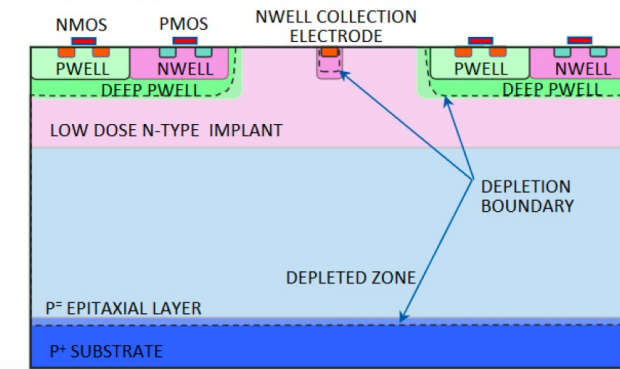 NMOS
PMOS
NWELL COLLECTION
ELECTRODE
PWELL
NWELL
DEEP PWELL
PWELL
NWELL
DEEP PWELL
LOW DOSE N-TYPE IMPLANT
DEPLETION
BOUNDARY
DEPLETED ZONE
P⁼ EPITAXIAL LAYER
P⁺ SUBSTRATE